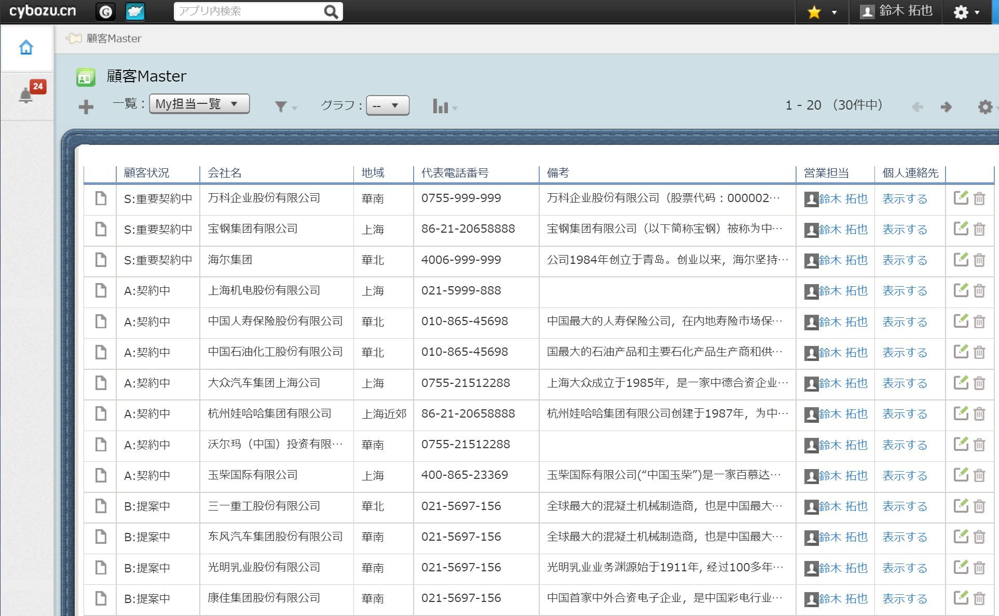 cybozu.cn
アプリ内検索
鈴木 拓也
顧客Master
24
顧客Master
一覧：
My担当一覧
グラフ：
--
1 - 20 （30件中）
顧客状況 会社名 地域 代表電話番号 備考 営業担当 個人連絡先
S:重要契約中 万科企业股份有限公司 華南 0755-999-999 万科企业股份有限公司（股票代码：000002… 鈴木 拓也 表示する
S:重要契約中 宝钢集团有限公司 上海 86-21-20658888 宝钢集团有限公司（以下简称宝钢）被称为中… 鈴木 拓也 表示する
S:重要契約中 海尔集团 華北 4006-999-999 公司1984年创立于青岛。创业以来，海尔坚持… 鈴木 拓也 表示する
A:契約中 上海机电股份有限公司 上海 021-5999-888 鈴木 拓也 表示する
A:契約中 中国人寿保险股份有限公司 華北 010-865-45698 中国最大的人寿保险公司，在内地寿险市场保… 鈴木 拓也 表示する
A:契約中 中国石油化工股份有限公司 華北 010-865-45698 国最大的石油产品和主要石化产品生产商和供… 鈴木 拓也 表示する
A:契約中 大众汽车集团上海公司 上海 0755-21512288 上海大众成立于1985年，是一家中德合资企业… 鈴木 拓也 表示する
A:契約中 杭州娃哈哈集团有限公司 上海近郊 86-21-20658888 杭州娃哈哈集团有限公司创建于1987年，为中… 鈴木 拓也 表示する
A:契約中 沃尔玛（中国）投资有限… 華南 0755-21512288 鈴木 拓也 表示する
A:契約中 玉柴国际有限公司 上海 400-865-23369 玉柴国际有限公司(“中国玉柴”)是一家百慕达… 鈴木 拓也 表示する
B:提案中 三一重工股份有限公司 華北 021-5697-156 全球最大的混凝土机械制造商，也是中国最大… 鈴木 拓也 表示する
B:提案中 东风汽车集团股份有限公司 華南 021-5697-156 全球最大的混凝土机械制造商，也是中国最大… 鈴木 拓也 表示する
B:提案中 光明乳业股份有限公司 華南 021-5697-156 光明乳业业务渊源始于1911年, 经过100多年… 鈴木 拓也 表示する
B:提案中 康佳集团股份有限公司 華南 021-5697-156 中国首家中外合资电子企业，是中国彩电行业… 鈴木 拓也 表示する